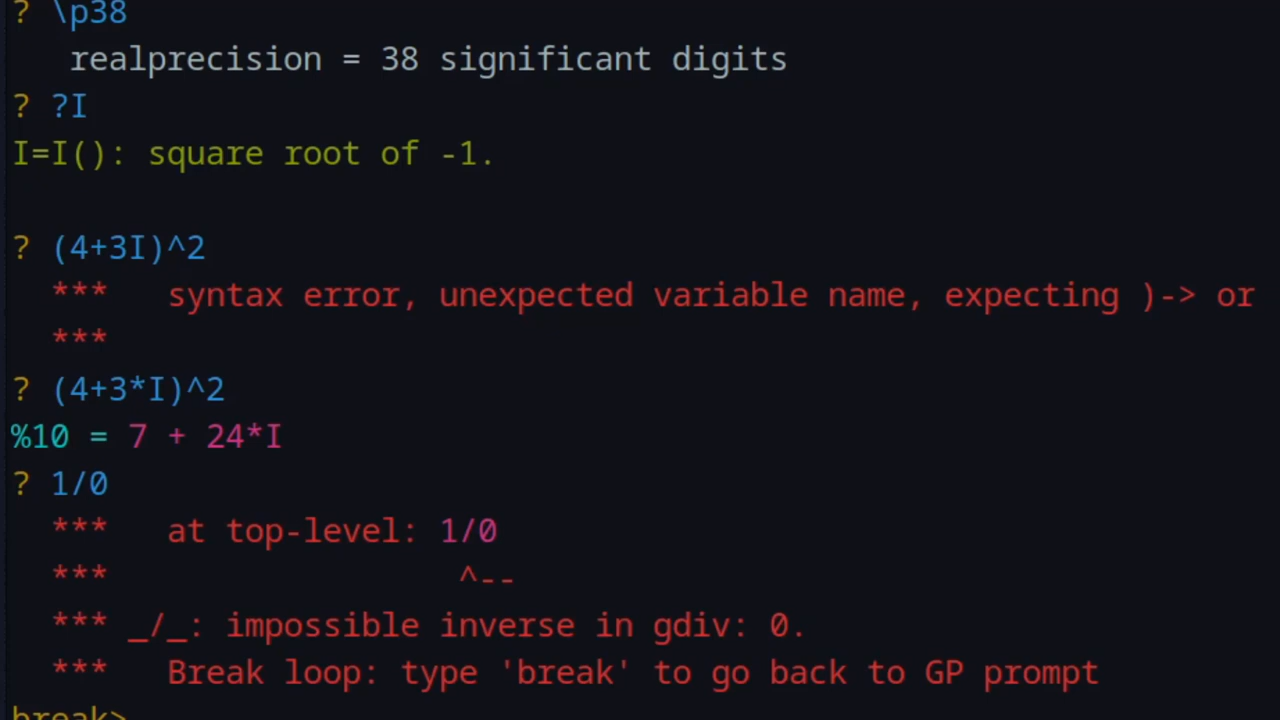 ? \p38
realprecision = 38 significant digits
? ?I
I=I(): square root of -1.
? (4+3I)^2
*** syntax error, unexpected variable name, expecting )-> or
***
? (4+3*I)^2
%10 = 7 + 24*I
? 1/0
*** at top-level: 1/0
*** ^--
*** _/_: impossible inverse in gdiv: 0.
*** Break loop: type 'break' to go back to GP prompt
break>